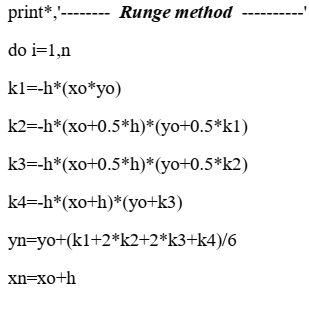 print*,'-------- Runge method ----------'
do i=1,n
k1=-h*(xo*yo)
k2=-h*(xo+0.5*h)*(yo+0.5*k1)
k3=-h*(xo+0.5*h)*(yo+0.5*k2)
k4=-h*(xo+h)*(yo+k3)
yn=yo+(k1+2*k2+2*k3+k4)/6
xn=xo+h